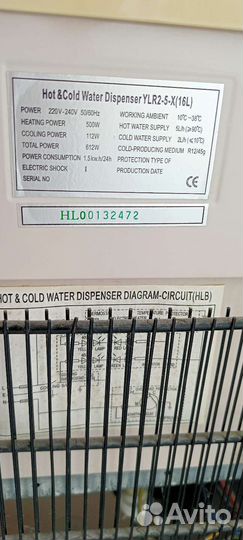 Hot &Cold Water Dispenser YLR2-5-X(16L)
POWER 220V-240V 50/60Hz WORKING AMBIENT 10℃~38℃
HEATING POWER 500W HOT WATER SUPPLY 5L/h(≥90℃)
COOLING POWER 112W COLD WATER SUPPLY 2L/h(≤10℃)
TOTAL POWER 612W COLD-PRODUCING MEDIUM R12/45g
POWER CONSUMPTION 1.5kw.h/24h PROTECTION TYPE OF
ELECTRIC SHOCK I PRODUCING DATE
SERIAL NO
HL00132472
HOT & COLD WATER DISPENSER DIAGRAM-CIRCUIT(HLB)
TEMPERATURE PROTECTOR
Avito